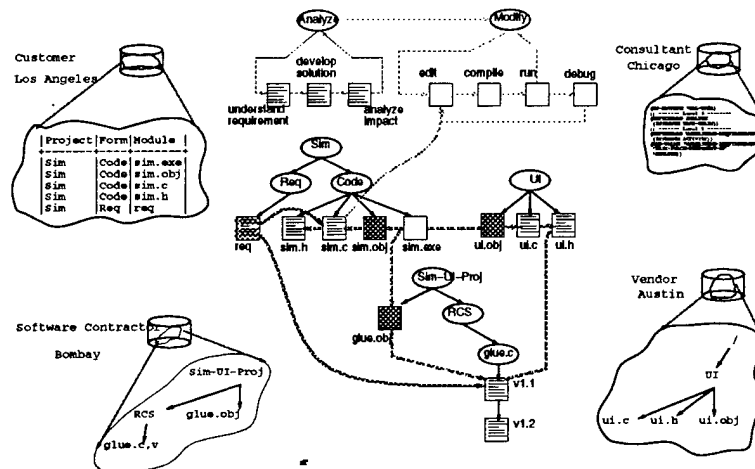 Customer
Los Angeles
|Project|Form|Module|
Sim |Code|sim.exe
Sim |Code|sim.obj
Sim |Code|sim.c
Sim |Code|sim.h
Sim |Req |req
Analyze
Modify
develop
solution
understand
requirement
analyze
impact
edit
compile
run
debug
Consultant
Chicago
Sim
Req
Code
UI
req
sim.h
sim.c
sim.obj
sim.exe
ui.obj
ui.c
ui.h
Sim-UI-Proj
glue.obj
RCS
glue.c
v1.1
v1.2
Software Contractor
Bombay
Sim-UI-Proj
RCS
glue.obj
glue.c,v
Vendor
Austin
/
UI
ui.c
ui.h
ui.obj